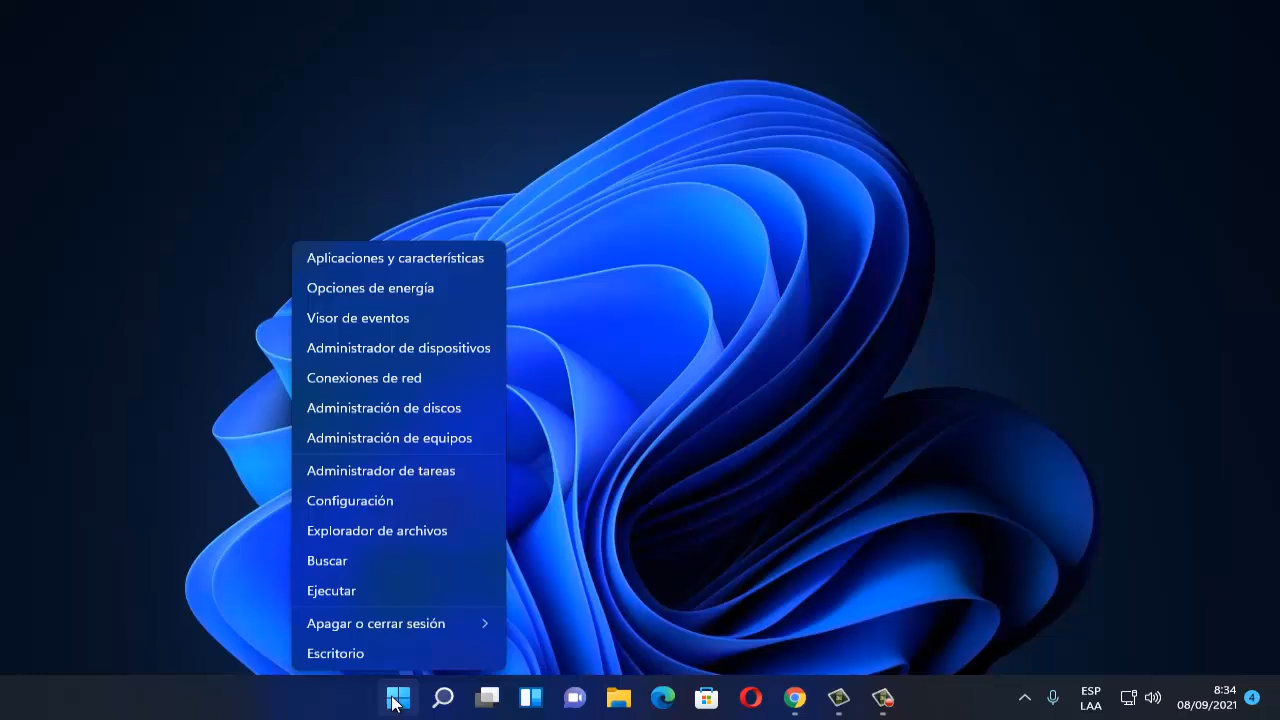 Aplicaciones y características
Opciones de energía
Visor de eventos
Administrador de dispositivos
Conexiones de red
Administración de discos
Administración de equipos
Administrador de tareas
Configuración
Explorador de archivos
Buscar
Ejecutar
Apagar o cerrar sesión
Escritorio
ESP
LAA
8:34
08/09/2021
4